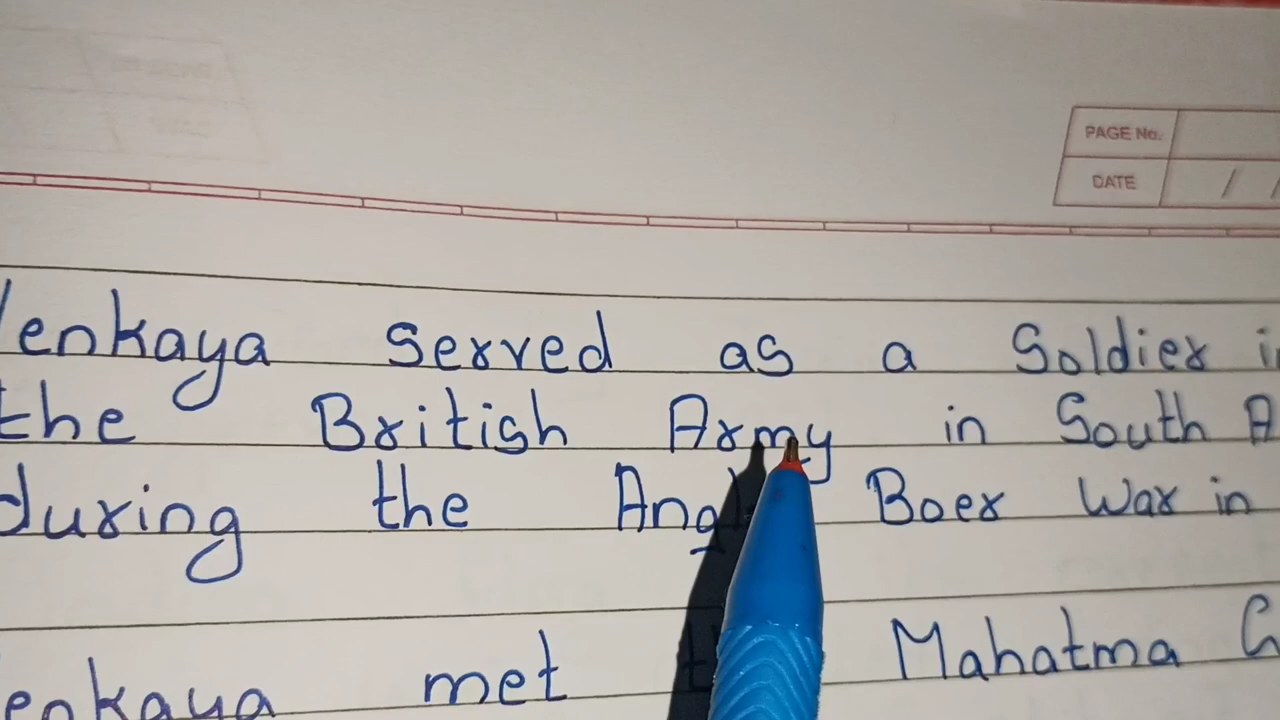 PAGE No.
DATE / /
enkaya served as a Soldier
the British Army in South A
during the Boer War in
enkaya met Mahatma G